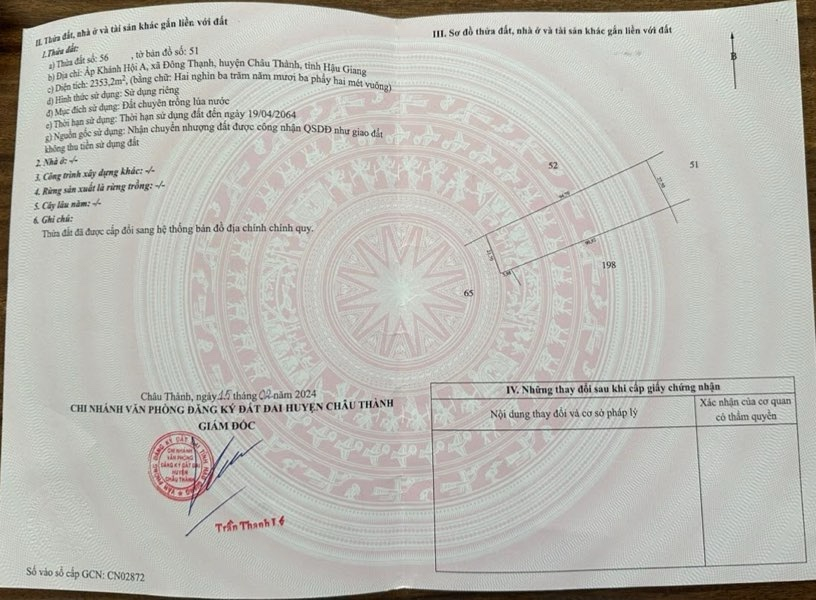 II. Thửa đất, nhà ở và tài sản khác gắn liền với đất
1.Thửa đất:
a) Thửa đất số: 56 , tờ bản đồ số: 51
b) Địa chỉ: Ấp Khánh Hội A, xã Đông Thạnh, huyện Châu Thành, tỉnh Hậu Giang
c) Diện tích: 2353,2m², (bằng chữ: Hai nghìn ba trăm năm mươi ba phẩy hai mét vuông)
d) Hình thức sử dụng: Sử dụng riêng
đ) Mục đích sử dụng: Đất chuyên trồng lúa nước
e) Thời hạn sử dụng: Thời hạn sử dụng đất đến ngày 19/04/2064
g) Nguồn gốc sử dụng: Nhận chuyển nhượng đất được công nhận QSDĐ như giao đất
không thu tiền sử dụng đất
2. Nhà ở: -/-
3. Công trình xây dựng khác: -/-
4. Rừng sản xuất là rừng trồng: -/-
5. Cây lâu năm: -/-
6. Ghi chú:
Thửa đất đã được cấp đổi sang hệ thống bản đồ địa chính chính quy.
Châu Thành, ngày 15 tháng 02 năm 2024
CHI NHÁNH VĂN PHÒNG ĐĂNG KÝ ĐẤT ĐAI HUYỆN CHÂU THÀNH
GIÁM ĐỐC
CHI NHÁNH
VĂN PHÒNG
ĐĂNG KÝ ĐẤT ĐAI
HUYỆN
CHÂU THÀNH
Trần Thanh
Số vào sổ cấp GCN: CN02872
III. Sơ đồ thửa đất, nhà ở và tài sản khác gắn liền với đất
B
52
51
198
65
IV. Những thay đổi sau khi cấp giấy chứng nhận
Nội dung thay đổi và cơ sở pháp lý
Xác nhận của cơ quan
có thẩm quyền